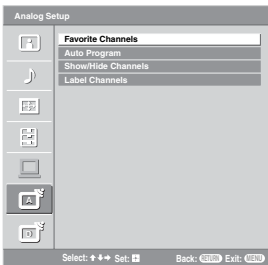 Analog Setup
Favorite Channels
Auto Program
Show/Hide Channels
Label Channels
A
D
Select: Set: Back: RETURN Exit: MENU